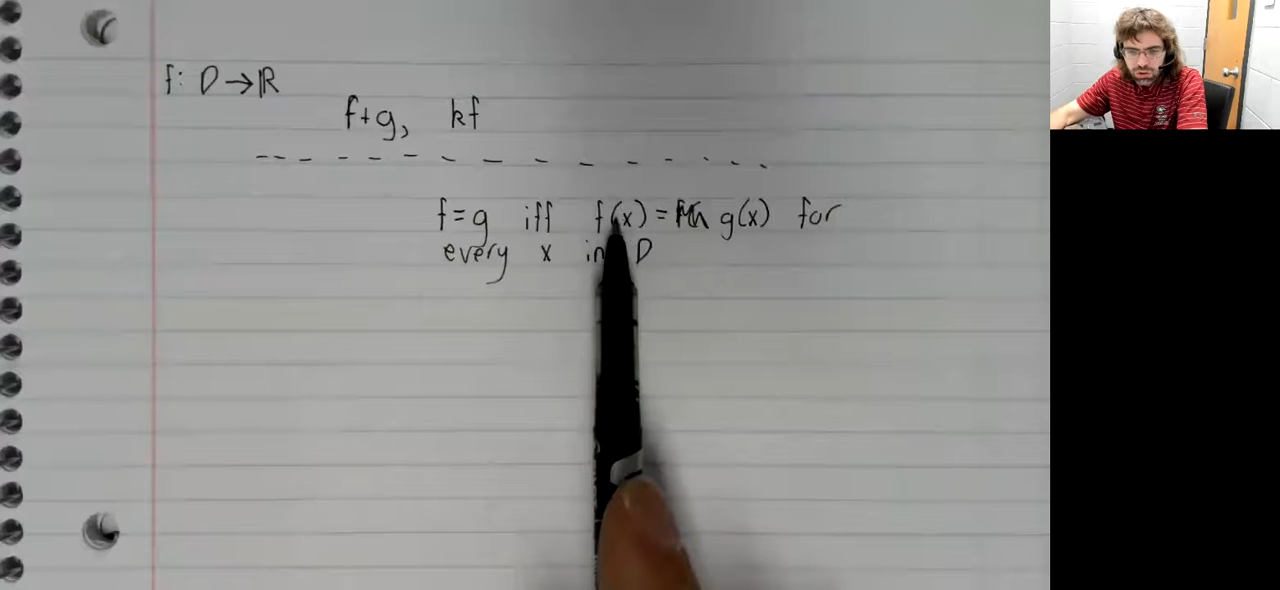 f: D→ℝ
f+g, kf
f=g iff f(x)= g(x) for
every x in D